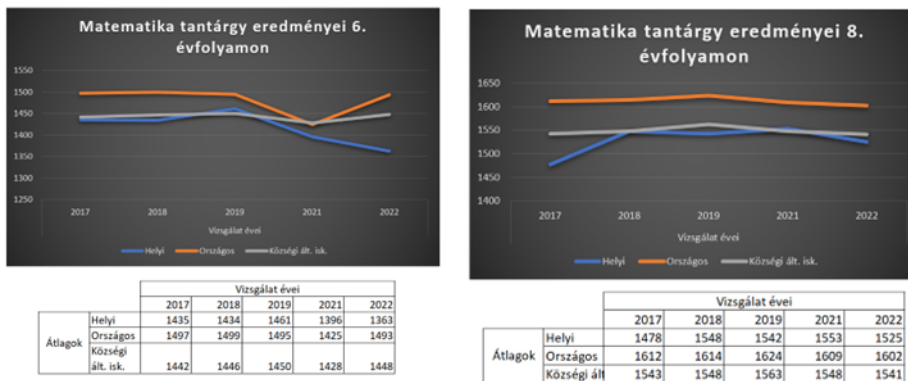 Matematika tantárgy eredményei 6.
évfolyamon
1550
1500
1450
1400
1350
1300
1250
2017 2018 2019 2021 2022
Vizsgálat évei
Helyi Országos Községi ált. isk.
Vizsgálat évei
2017 2018 2019 2021 2022
Átlagok
Helyi 1435 1434 1461 1396 1363
Országos 1497 1499 1495 1425 1493
Községi
ált. isk. 1442 1446 1450 1428 1448
Matematika tantárgy eredményei 8.
évfolyamon
1650
1600
1550
1500
1450
1400
2017 2018 2019 2021 2022
Vizsgálat évei
Helyi Országos Községi ált. isk.
Vizsgálat évei
2017 2018 2019 2021 2022
Átlagok
Helyi 1478 1548 1542 1553 1525
Országos 1612 1614 1624 1609 1602
Községi ált 1543 1548 1563 1548 1541